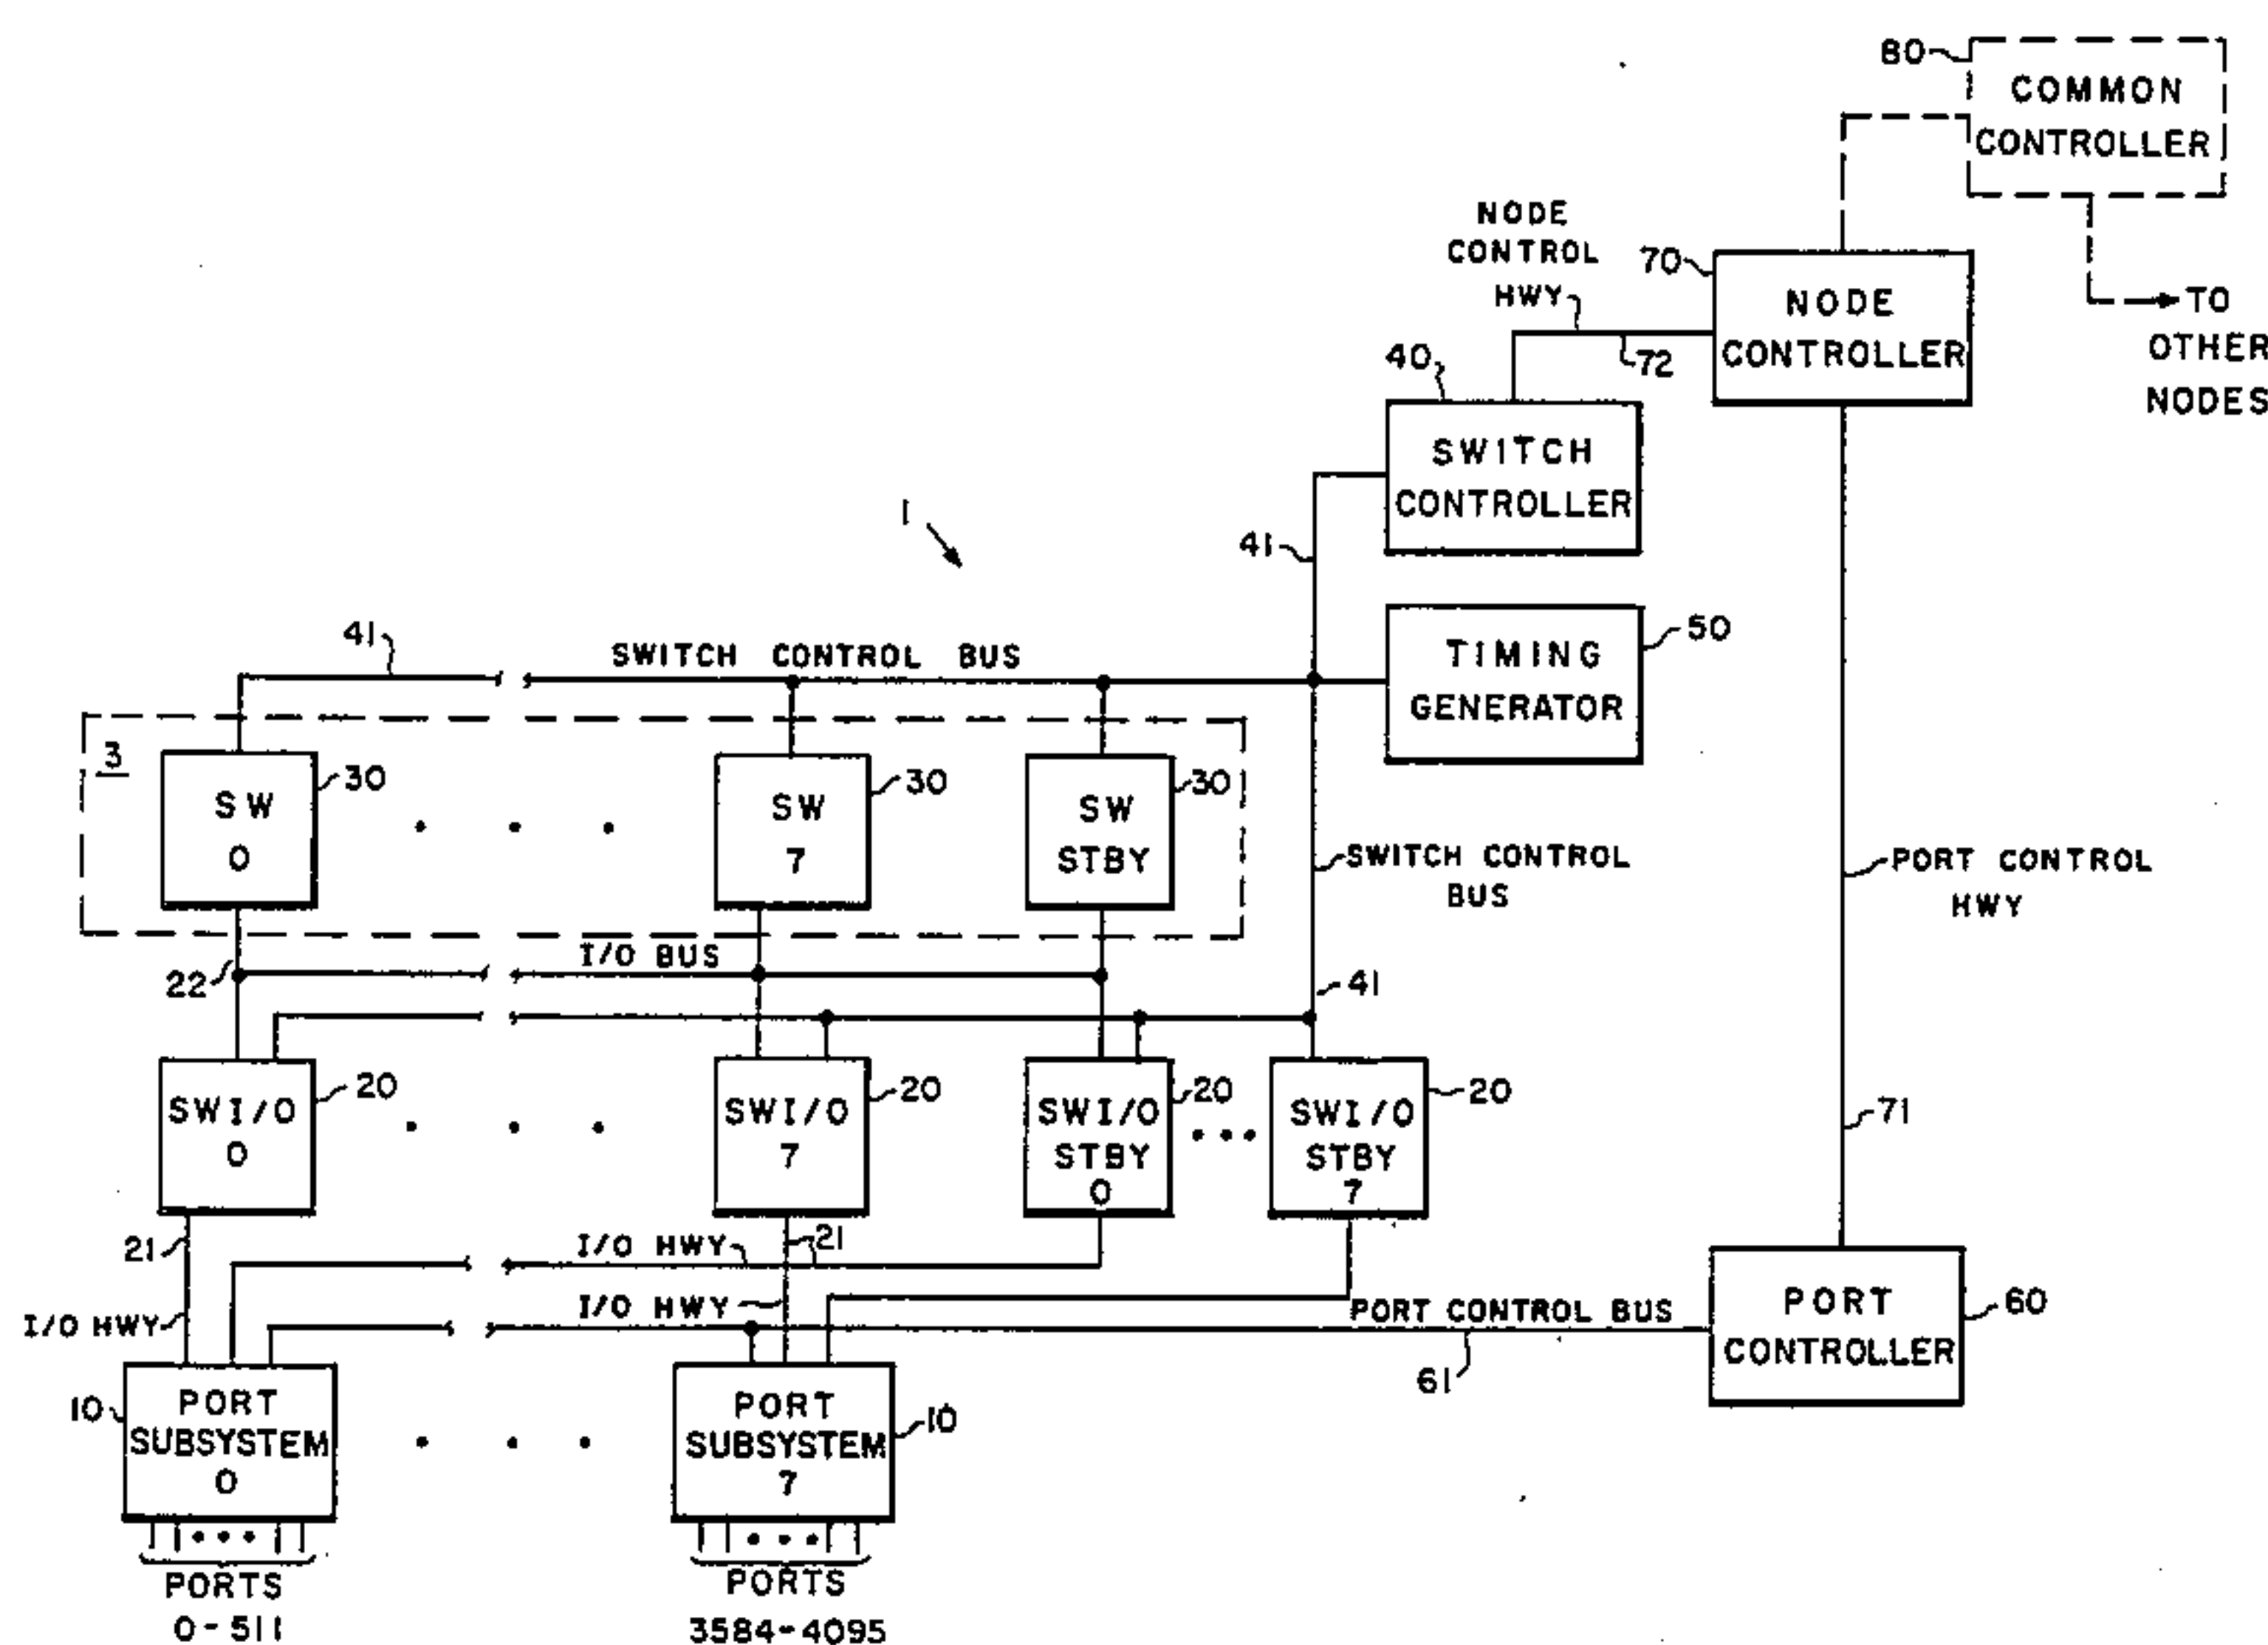 80
COMMON
CONTROLLER
NODE
CONTROL
HWY
72
70
NODE
CONTROLLER
TO
OTHER
NODES
40
SWITCH
CONTROLLER
1
41
41
SWITCH CONTROL BUS
TIMING
GENERATOR
50
3
SW
0
30
SW
7
30
SW
STBY
30
SWITCH CONTROL
BUS
PORT CONTROL
HWY
22
I/O BUS
41
SWI/O
0
20
SWI/O
7
20
SWI/O
STBY
0
20
SWI/O
STBY
7
20
71
21
I/O HWY
21
I/O HWY
I/O HWY
PORT CONTROL BUS
61
PORT
CONTROLLER
60
10
PORT
SUBSYSTEM
0
PORT
SUBSYSTEM
7
10
PORTS
0-511
PORTS
3584-4095